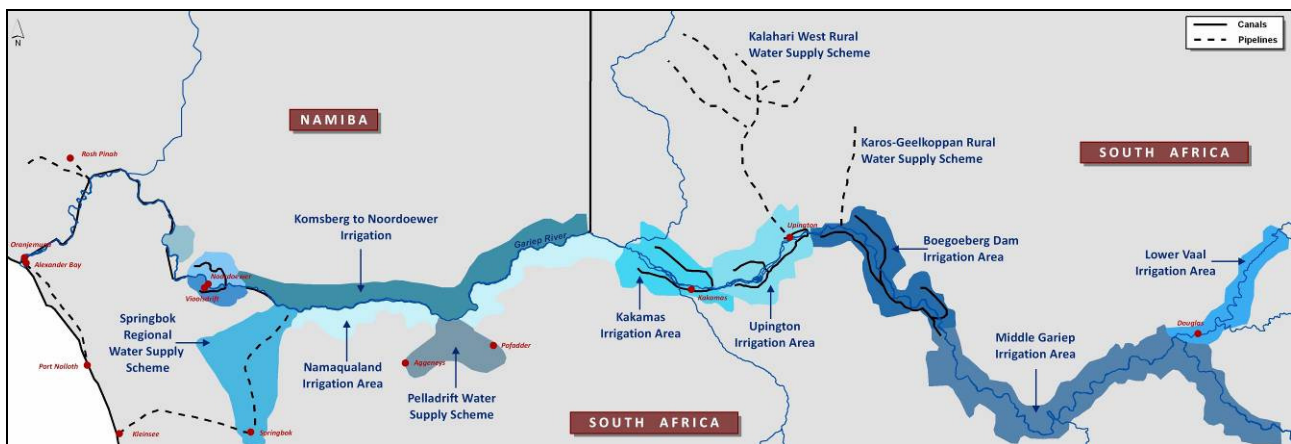 N
Canals
Pipelines
Kalahari West Rural
Water Supply Scheme
NAMIBA
Karos-Geelkoppan Rural
Water Supply Scheme
SOUTH AFRICA
Rosh Pinah
Komsberg to Noordoewer
Irrigation
Gariep River
Upington
Boegoeberg Dam
Irrigation Area
Lower Vaal
Irrigation Area
Oranjemund
Alexander Bay
Noordoewer
Vioolsdrift
Kakamas
Douglas
Springbok
Regional
Water Supply
Scheme
Kakamas
Irrigation Area
Upington
Irrigation Area
Middle Gariep
Irrigation Area
Port Nolloth
Namaqualand
Irrigation Area
Aggeneys
Pofadder
Pelladrift Water
Supply Scheme
SOUTH AFRICA
Kleinsee
Springbok